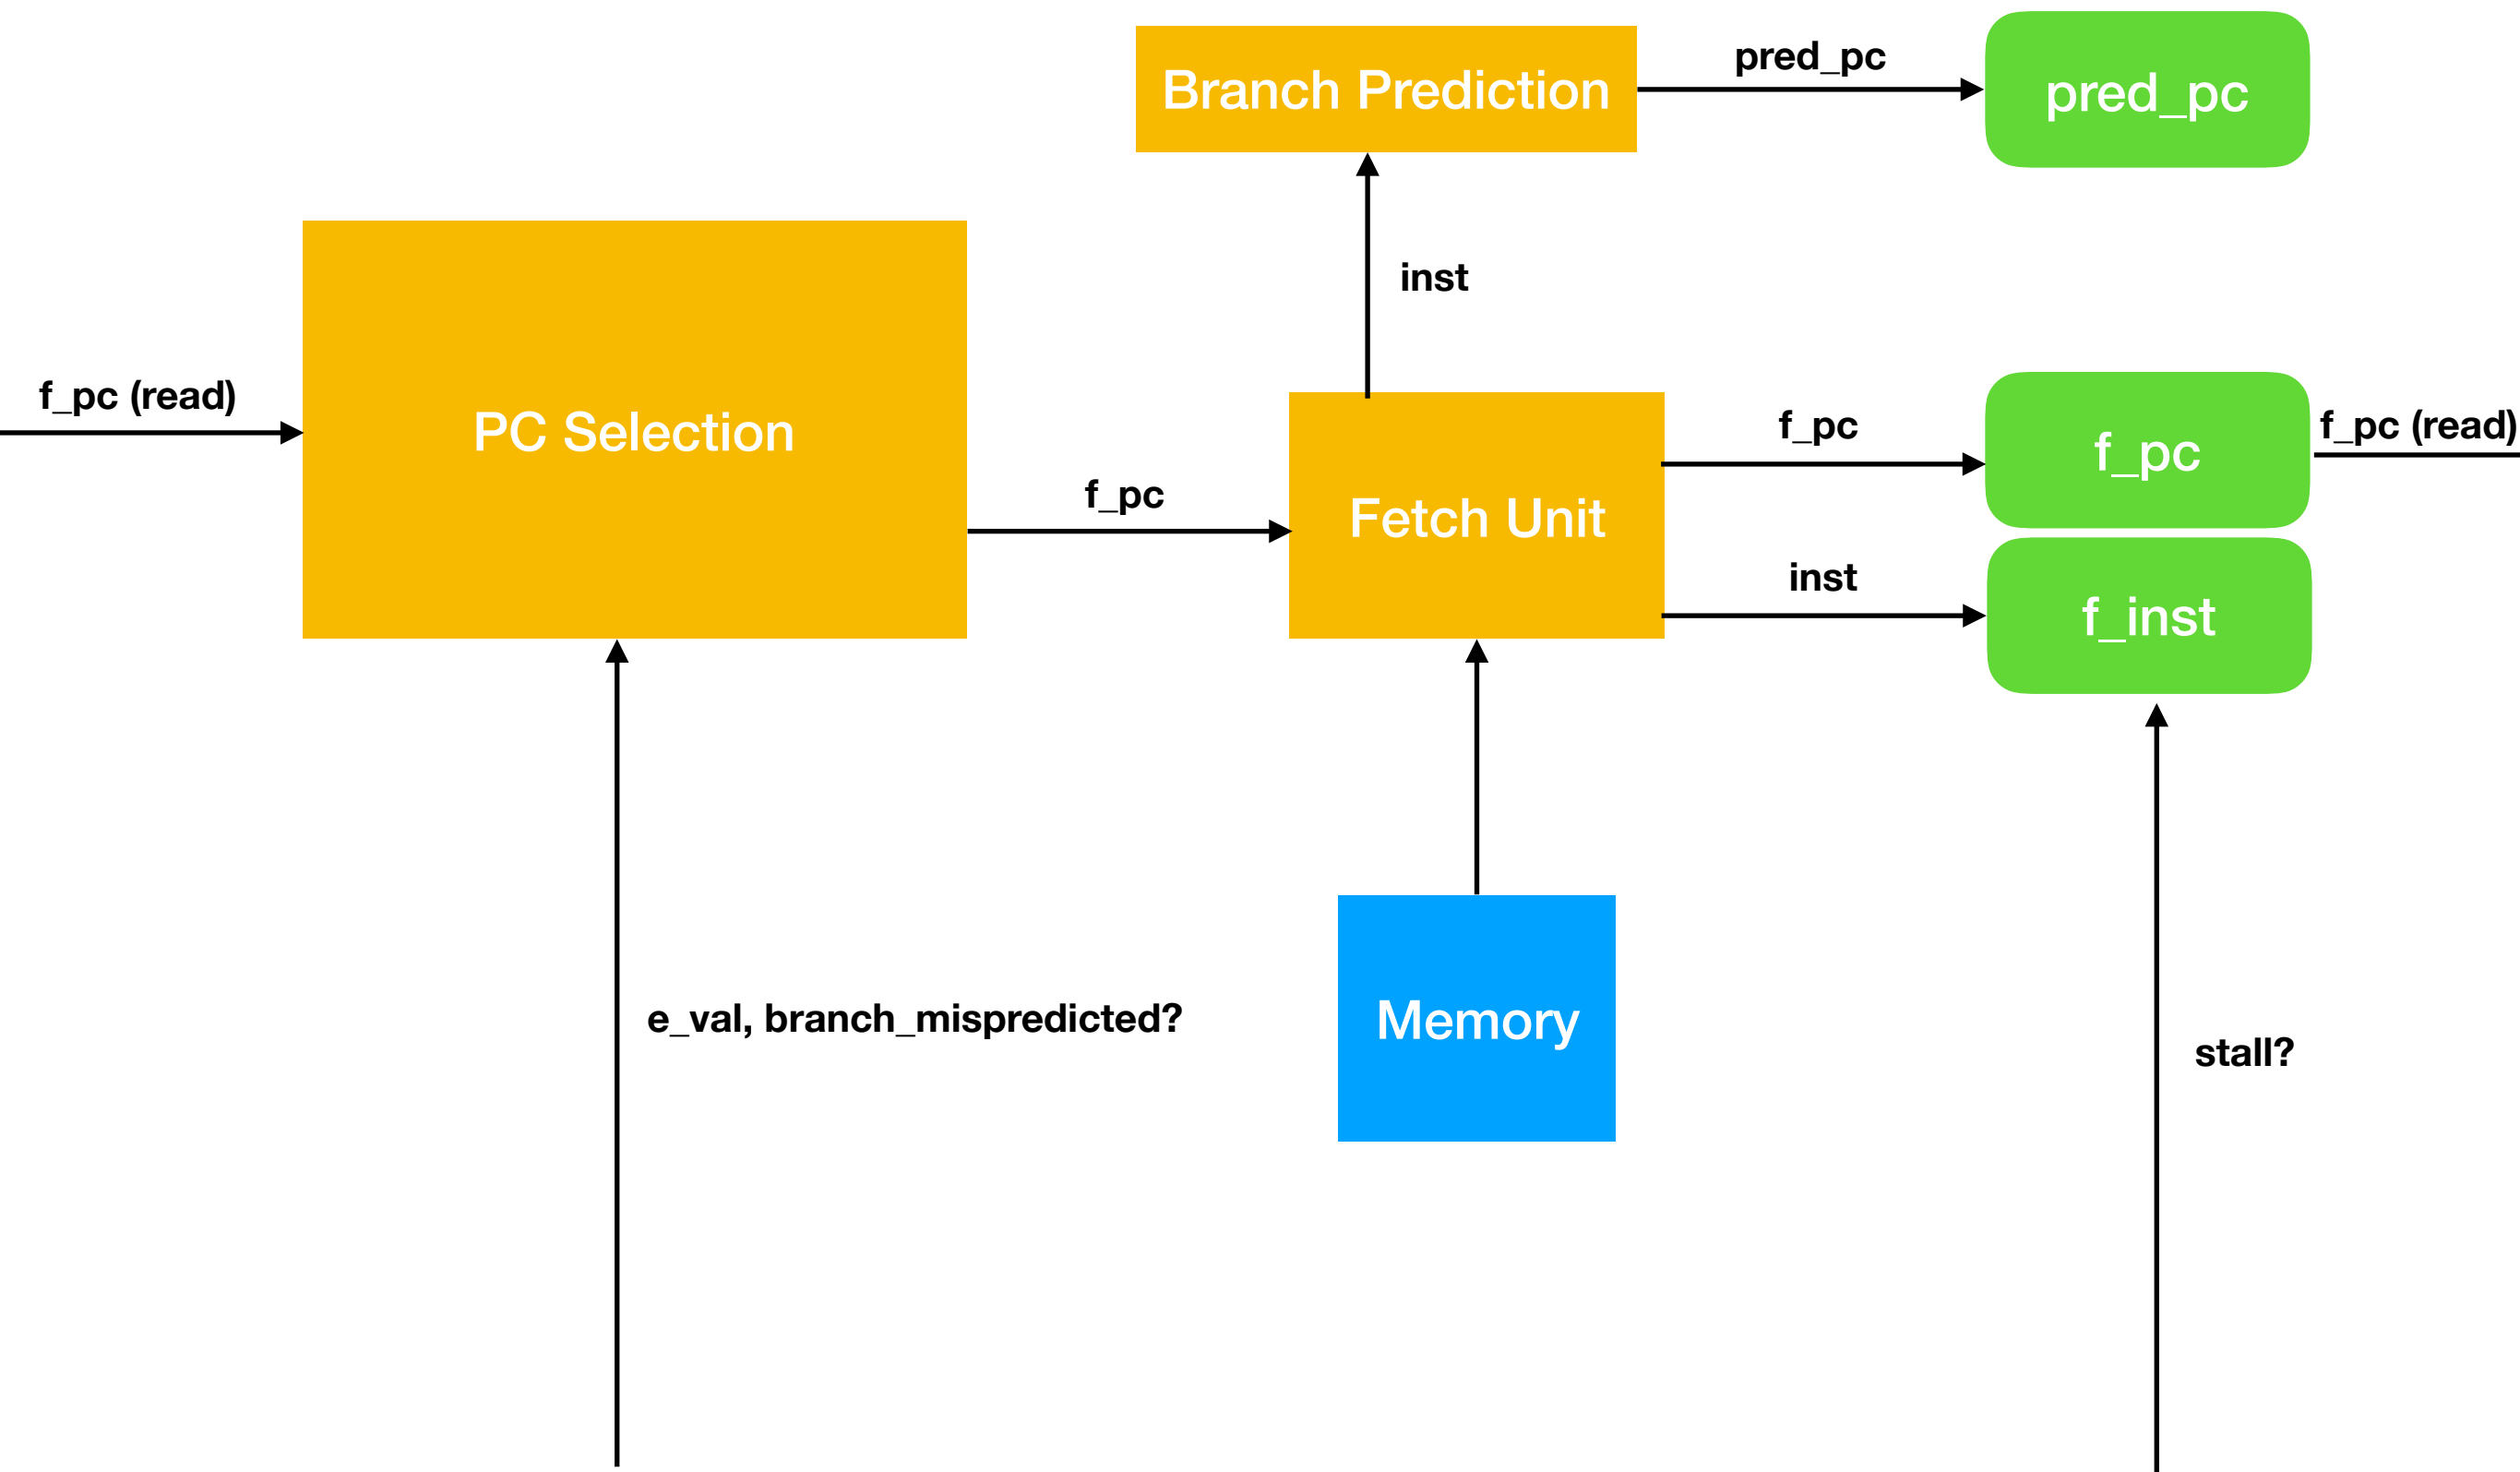 Branch Prediction
pred_pc
pred_pc
inst
f_pc (read)
PC Selection
f_pc
Fetch Unit
f_pc
f_pc
f_pc (read)
inst
f_inst
e_val, branch_mispredicted?
Memory
stall?